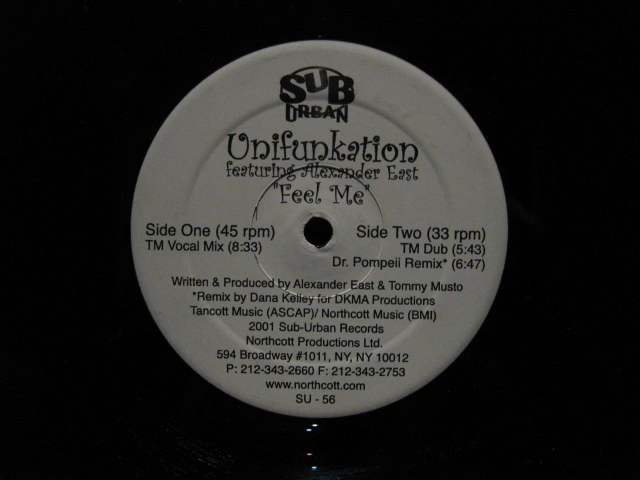 SUB
URBAN
Unifunkation
featuring Alexander East
"Feel Me"
Side One (45 rpm)
TM Vocal Mix (8:33)
Side Two (33 rpm)
TM Dub (5:43)
Dr. Pompeii Remix* (6:47)
Written & Produced by Alexander East & Tommy Musto
*Remix by Dana Kelley for DKMA Productions
Tancott Music (ASCAP)/ Northcott Music (BMI)
2001 Sub-Urban Records
Northcott Productions Ltd.
594 Broadway #1011, NY, NY 10012
P: 212-343-2660 F: 212-343-2753
www.northcott.com
SU - 56